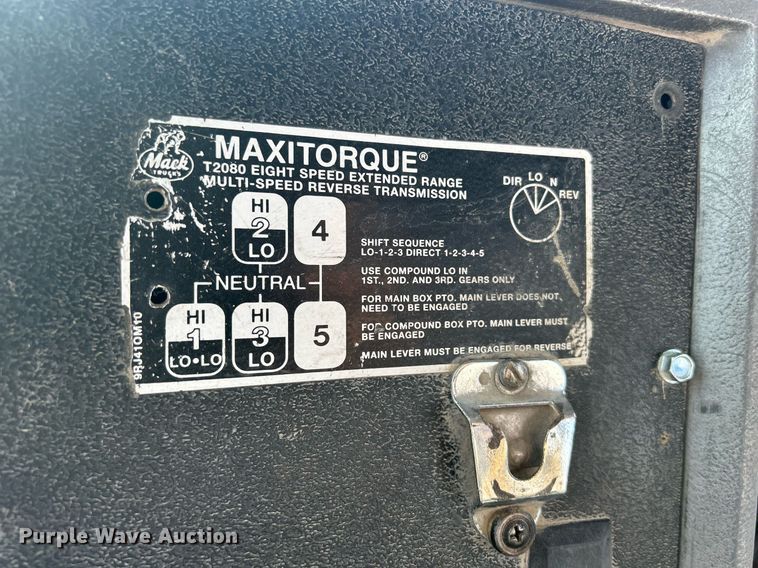 Mack
TRUCKS
MAXITORQUE®
T2080 EIGHT SPEED EXTENDED RANGE
MULTI-SPEED REVERSE TRANSMISSION
DIR LO N REV
HI
2
LO
4
NEUTRAL
HI
1
LO•LO
HI
3
LO
5
SHIFT SEQUENCE
LO-1-2-3 DIRECT 1-2-3-4-5
USE COMPOUND LO IN
1ST., 2ND. AND 3RD. GEARS ONLY
FOR MAIN BOX PTO. MAIN LEVER DOES NOT
NEED TO BE ENGAGED
FOR COMPOUND BOX PTO. MAIN LEVER MUST
BE ENGAGED
MAIN LEVER MUST BE ENGAGED FOR REVERSE
9RJ41OM10
Purple Wave Auction